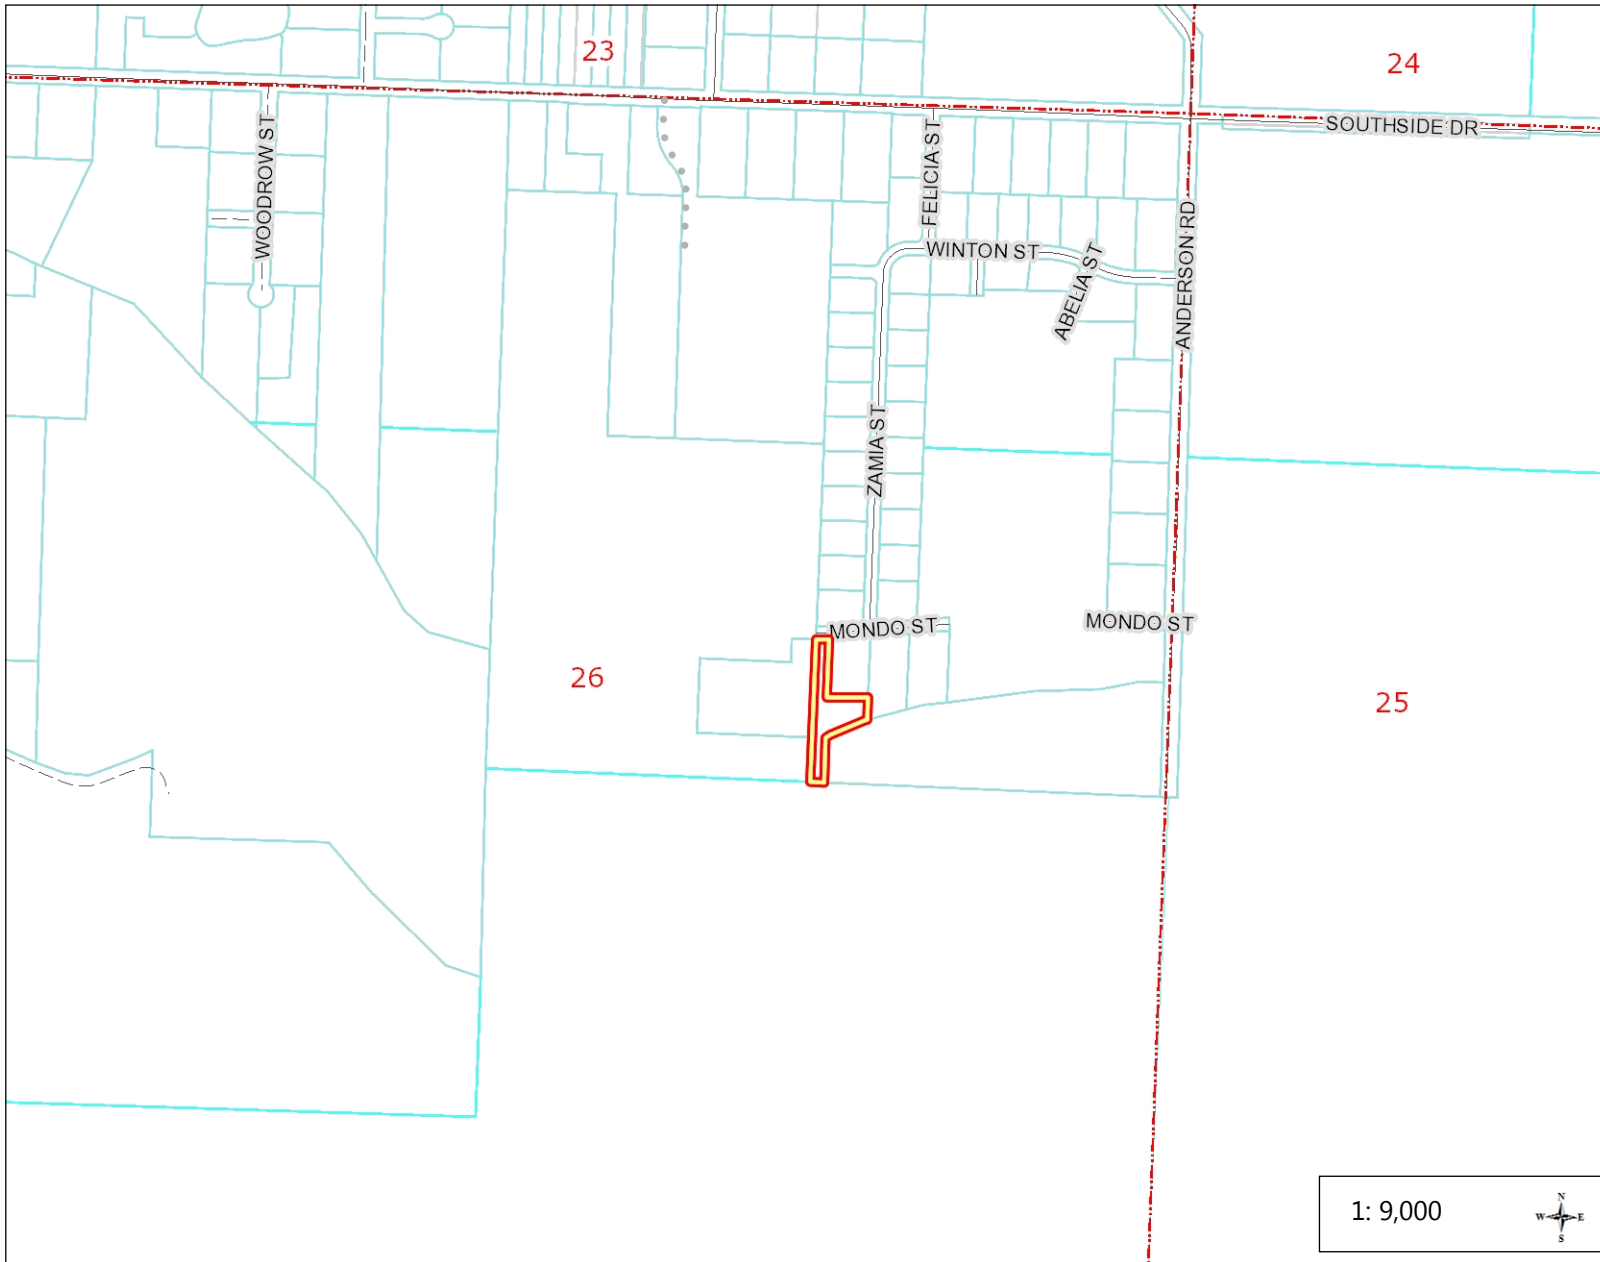 23
24
SOUTHSIDE DR
WOODROW ST
FELICIA ST
WINTON ST
ABELIA ST
ANDERSON RD
ZAMIA ST
MONDO ST
MONDO ST
26
25
1: 9,000
N
W E
S